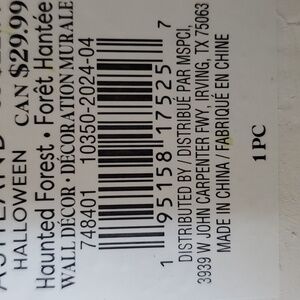 HALLOWEEN CAN $29.99
Haunted Forest • Forêt Hantée
WALL DÉCOR • DÉCORATION MURALE
748401 10350-2024-04
1 95158 17525 7
DISTRIBUTED BY / DISTRIBUÉ PAR MSPCI,
3939 W JOHN CARPENTER FWY, IRVING, TX 75063
MADE IN CHINA / FABRIQUÉ EN CHINE
1 PC